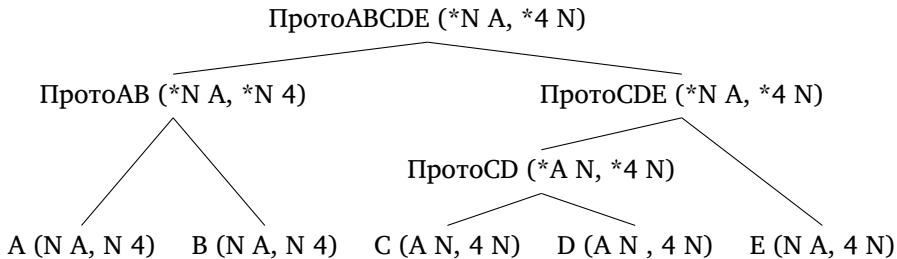 ПротоABCDE (*N A, *4 N)
ПротоAB (*N A, *N 4) ПротоCDE (*N A, *4 N)
ПротоCD (*A N, *4 N)
A (N A, N 4) B (N A, N 4) C (A N, 4 N) D (A N , 4 N) E (N A, 4 N)